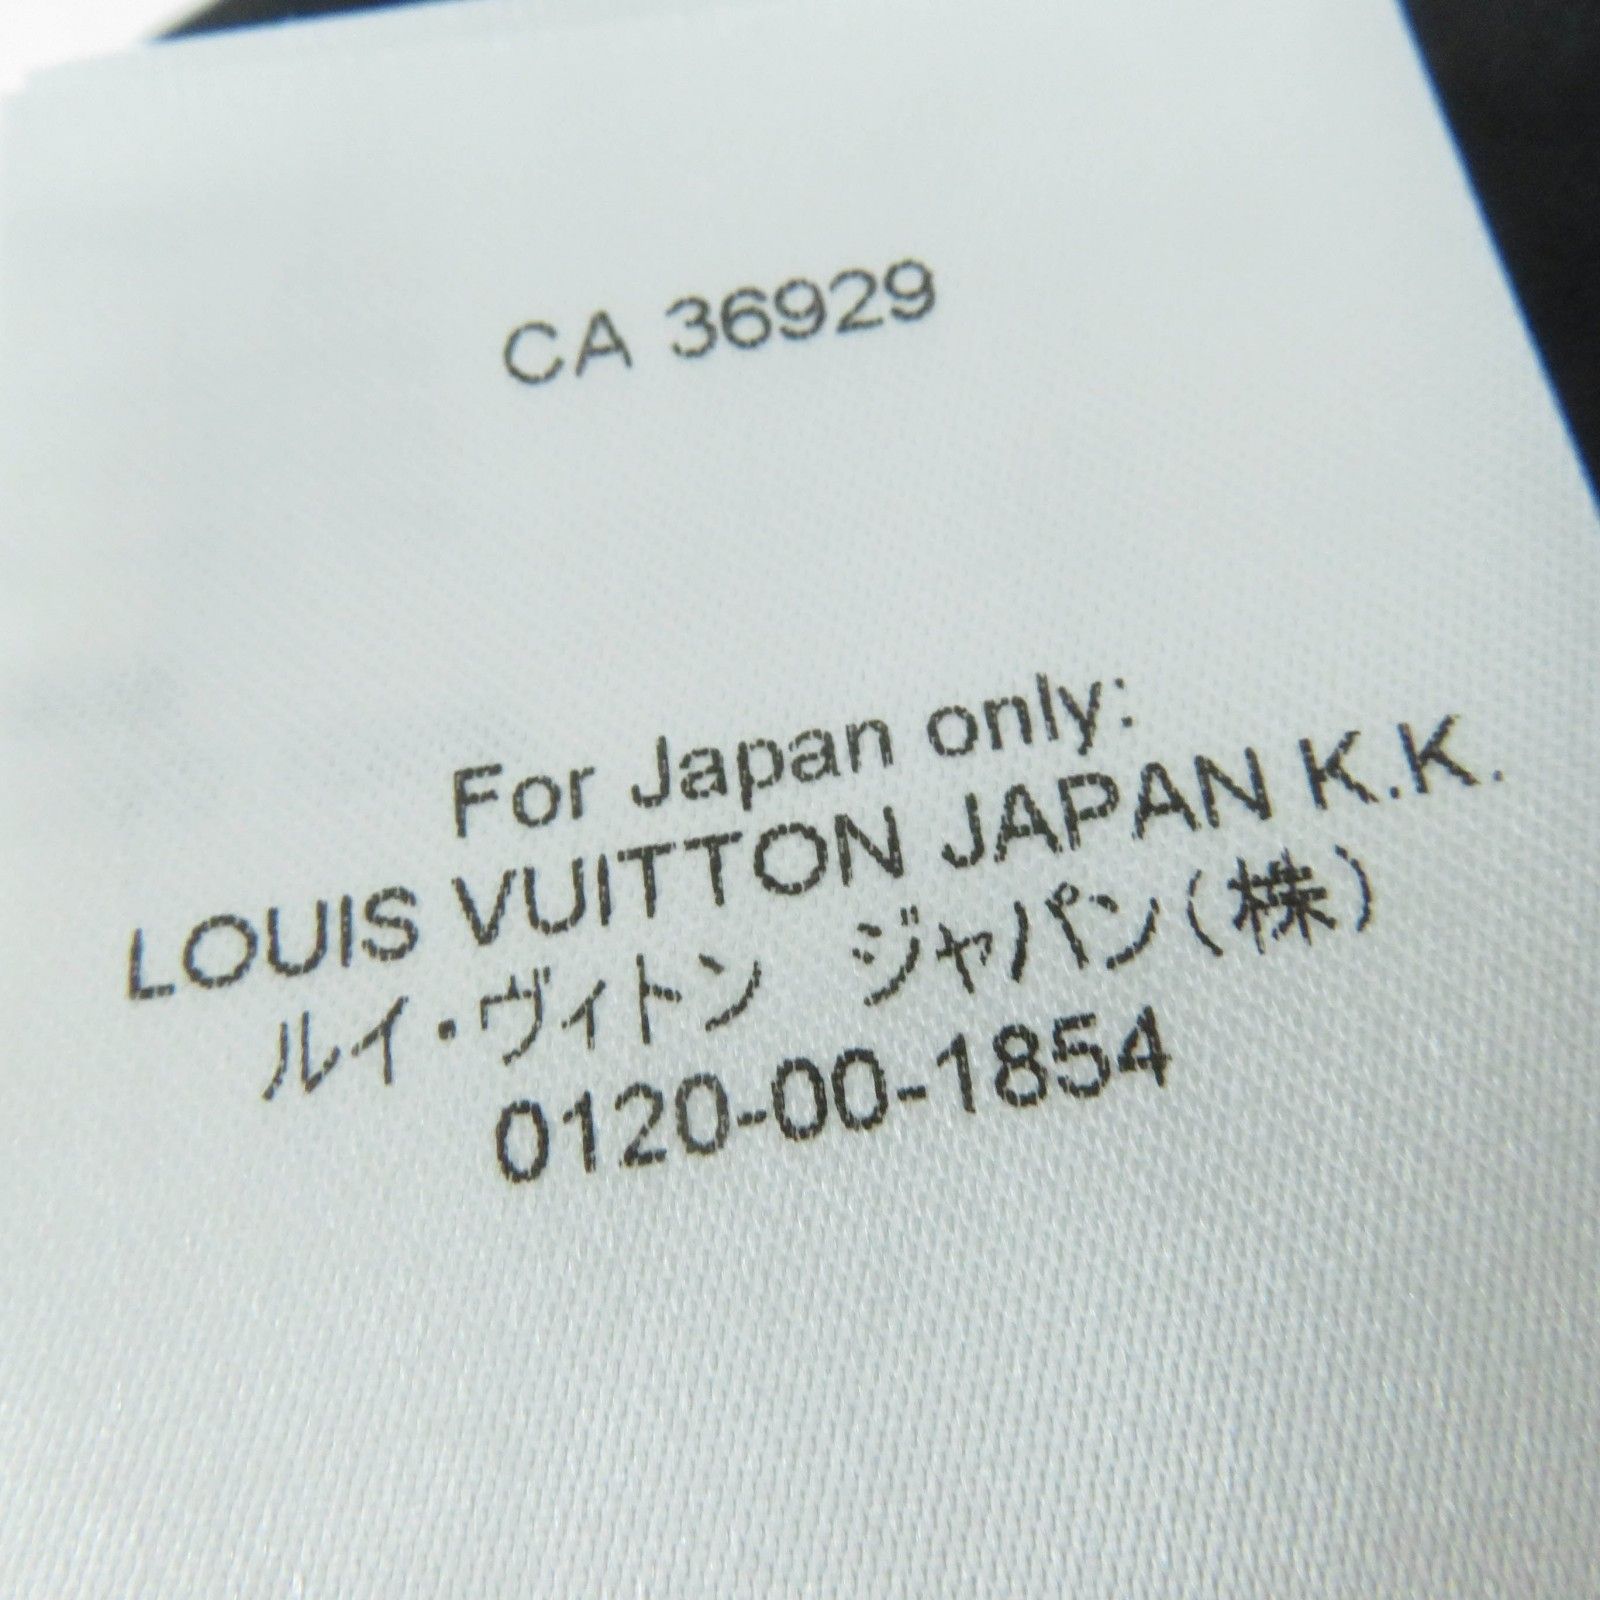 CA 36929
For Japan only:
LOUIS VUITTON JAPAN K.K.
ルイ・ヴィトン ジャパン(株)
0120-00-1854